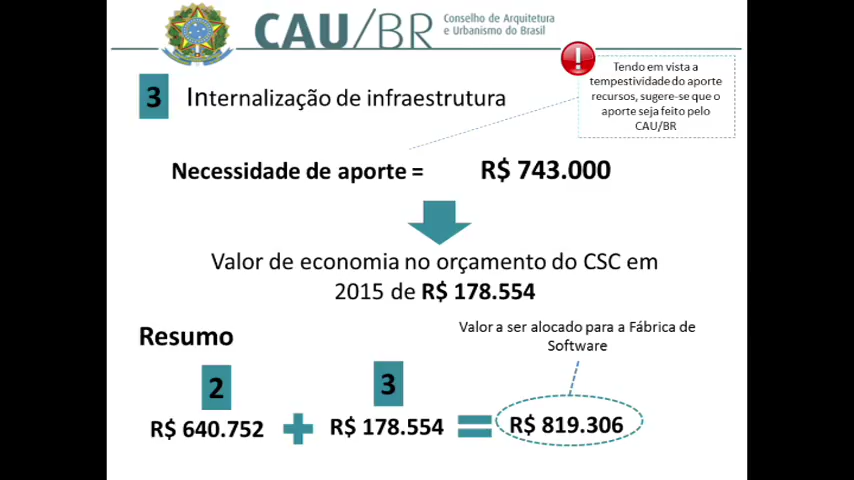 CAU/BR
Conselho de Arquitetura
e Urbanismo do Brasil
!
Tendo em vista a
tempestividade do aporte
recursos, sugere-se que o
aporte seja feito pelo
CAU/BR
3 Internalização de infraestrutura
Necessidade de aporte = R$ 743.000
Valor de economia no orçamento do CSC em
2015 de R$ 178.554
Resumo
Valor a ser alocado para a Fábrica de
Software
2
3
R$ 640.752 + R$ 178.554 = R$ 819.306